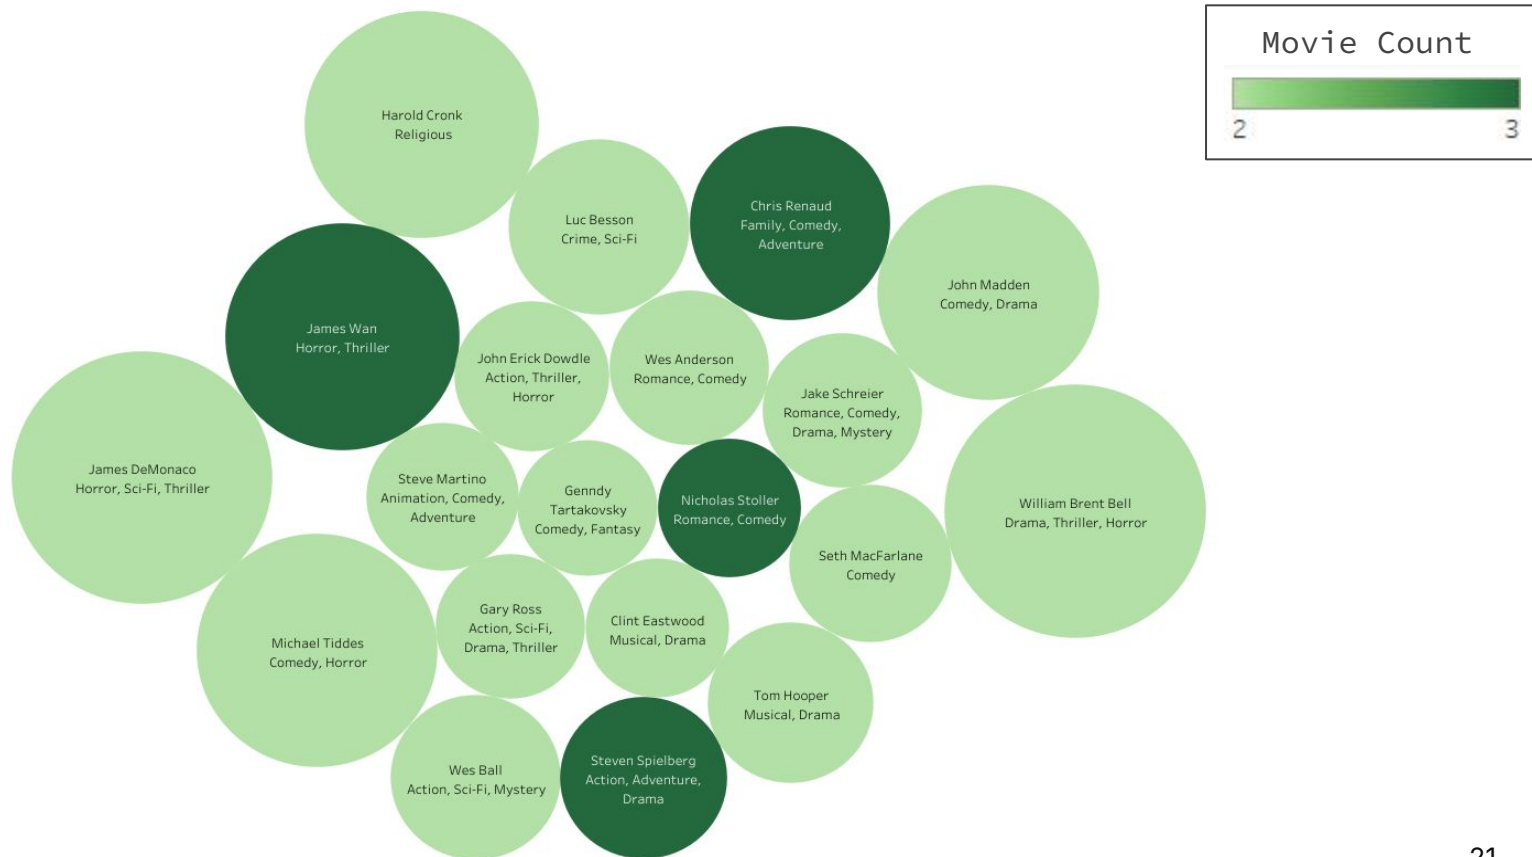 Movie Count
2
3
Harold Cronk
Religious
Luc Besson
Crime, Sci-Fi
Chris Renaud
Family, Comedy,
Adventure
John Madden
Comedy, Drama
James Wan
Horror, Thriller
John Erick Dowdle
Action, Thriller,
Horror
Wes Anderson
Romance, Comedy
Jake Schreier
Romance, Comedy,
Drama, Mystery
James DeMonaco
Horror, Sci-Fi, Thriller
Steve Martino
Animation, Comedy,
Adventure
Genndy
Tartakovsky
Comedy, Fantasy
Nicholas Stoller
Romance, Comedy
William Brent Bell
Drama, Thriller, Horror
Seth MacFarlane
Comedy
Michael Tiddes
Comedy, Horror
Gary Ross
Action, Sci-Fi,
Drama, Thriller
Clint Eastwood
Musical, Drama
Tom Hooper
Musical, Drama
Wes Ball
Action, Sci-Fi, Mystery
Steven Spielberg
Action, Adventure,
Drama
21